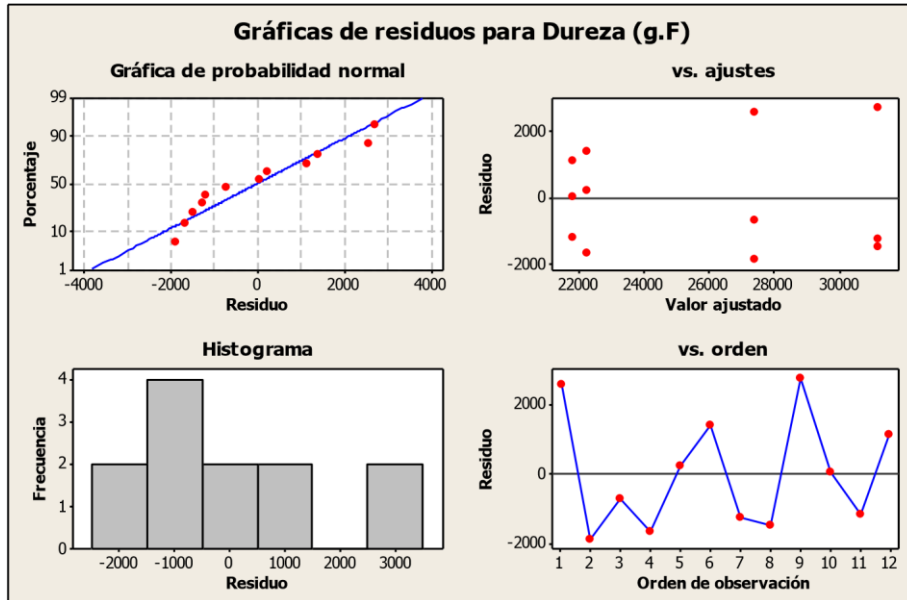 Gráficas de residuos para Dureza (g.F)
Gráfica de probabilidad normal
99
90
50
10
1
Porcentaje
-4000 -2000 0 2000 4000
Residuo
vs. ajustes
2000
0
-2000
Residuo
22000 24000 26000 28000 30000
Valor ajustado
Histograma
4
3
2
1
0
Frecuencia
-2000 -1000 0 1000 2000 3000
Residuo
vs. orden
2000
0
-2000
Residuo
1 2 3 4 5 6 7 8 9 10 11 12
Orden de observación